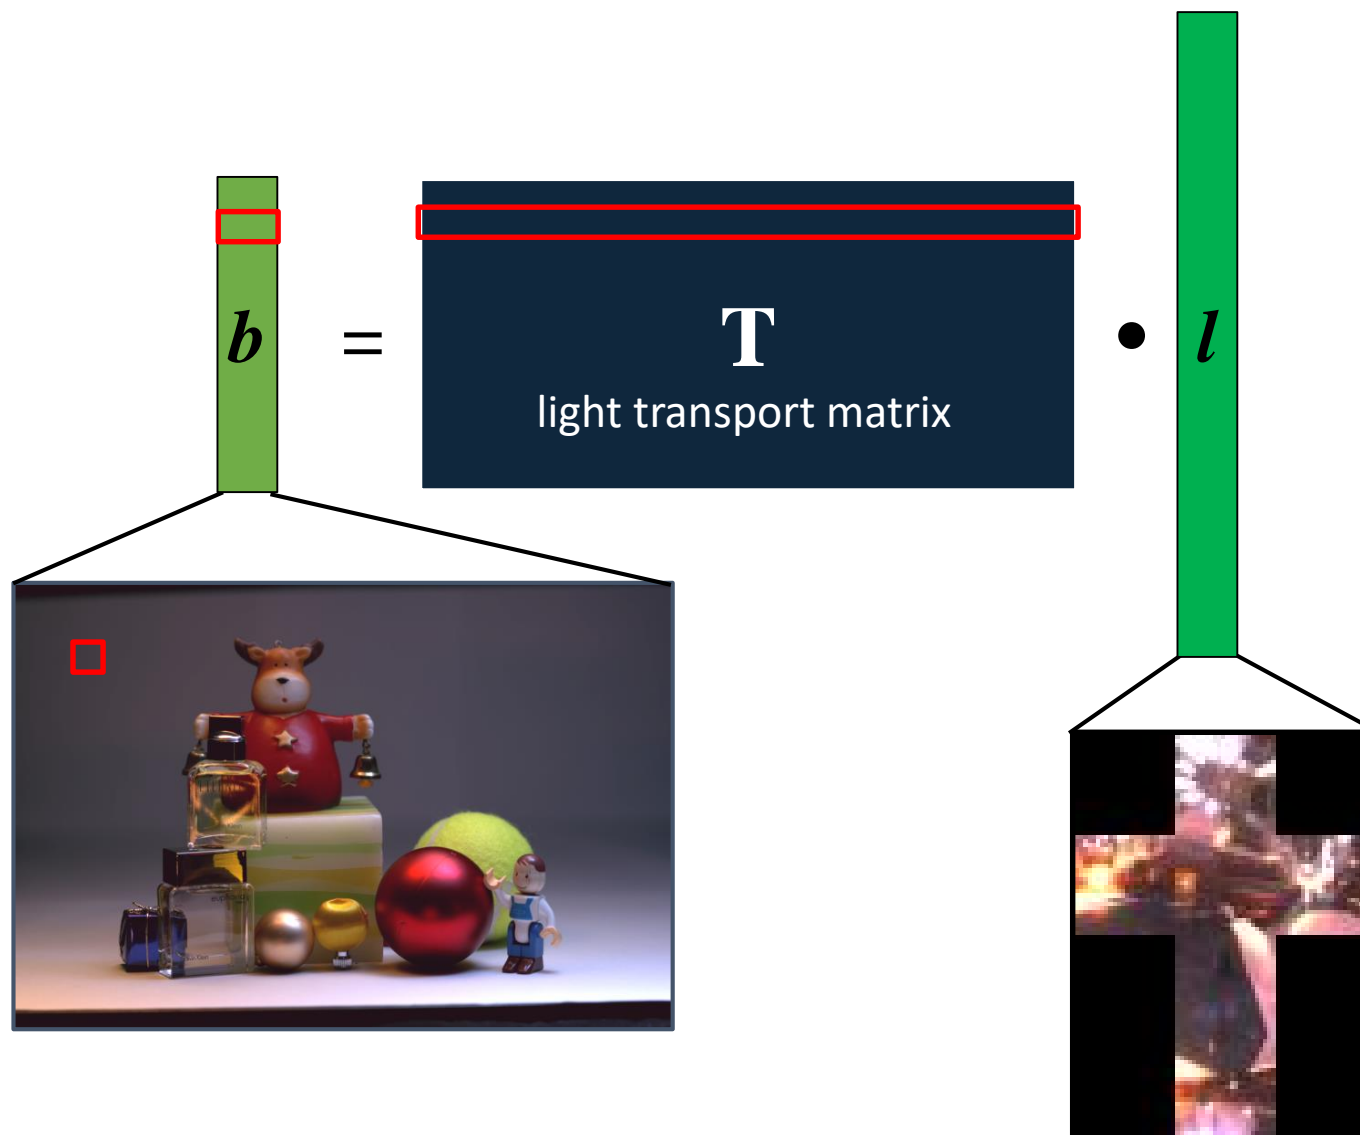 b
=
T
light transport matrix
•
l